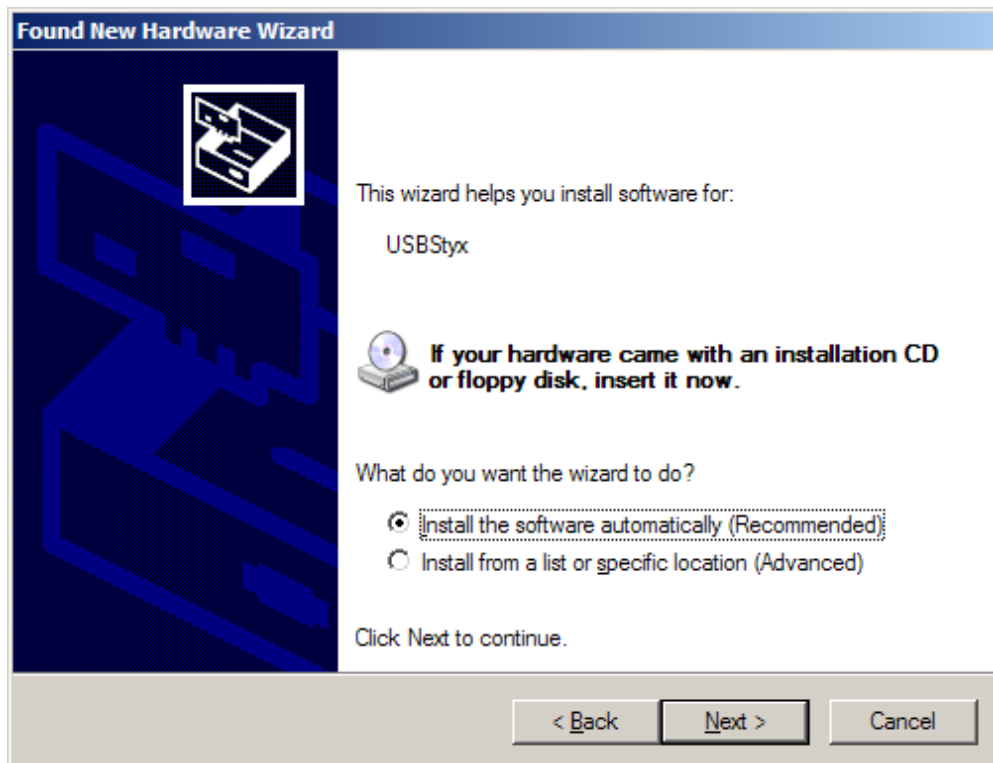 Found New Hardware Wizard
This wizard helps you install software for:
USBStyx
If your hardware came with an installation CD
or floppy disk, insert it now.
What do you want the wizard to do?
Install the software automatically (Recommended)
Install from a list or specific location (Advanced)
Click Next to continue.
< Back Next > Cancel